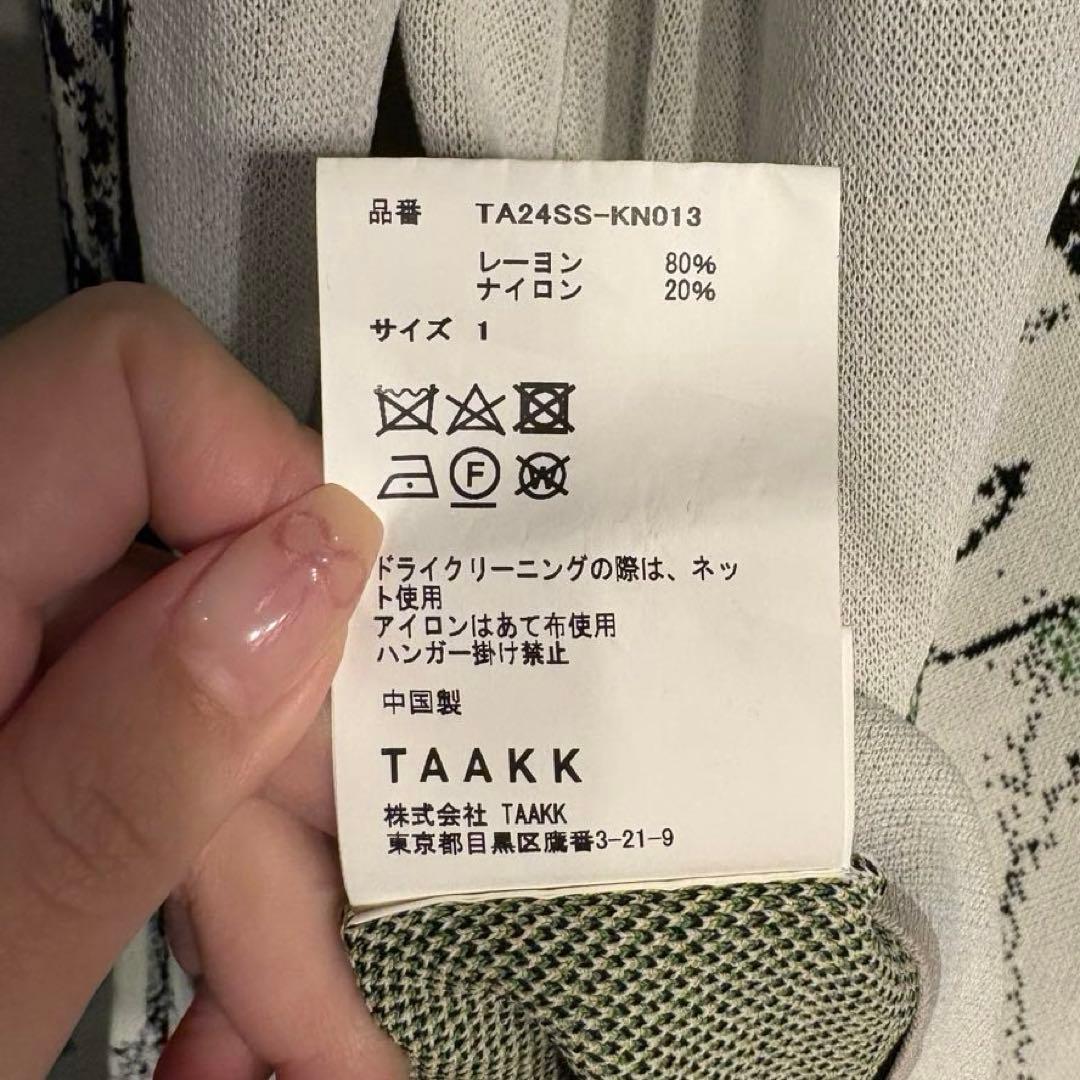 品番 TA24SS-KN013
レーヨン 80%
ナイロン 20%
サイズ 1
F W
ドライクリーニングの際は、ネッ
ト使用
アイロンはあて布使用
ハンガー掛け禁止
中国製
TAAKK
株式会社 TAAKK
東京都目黒区鷹番3-21-9